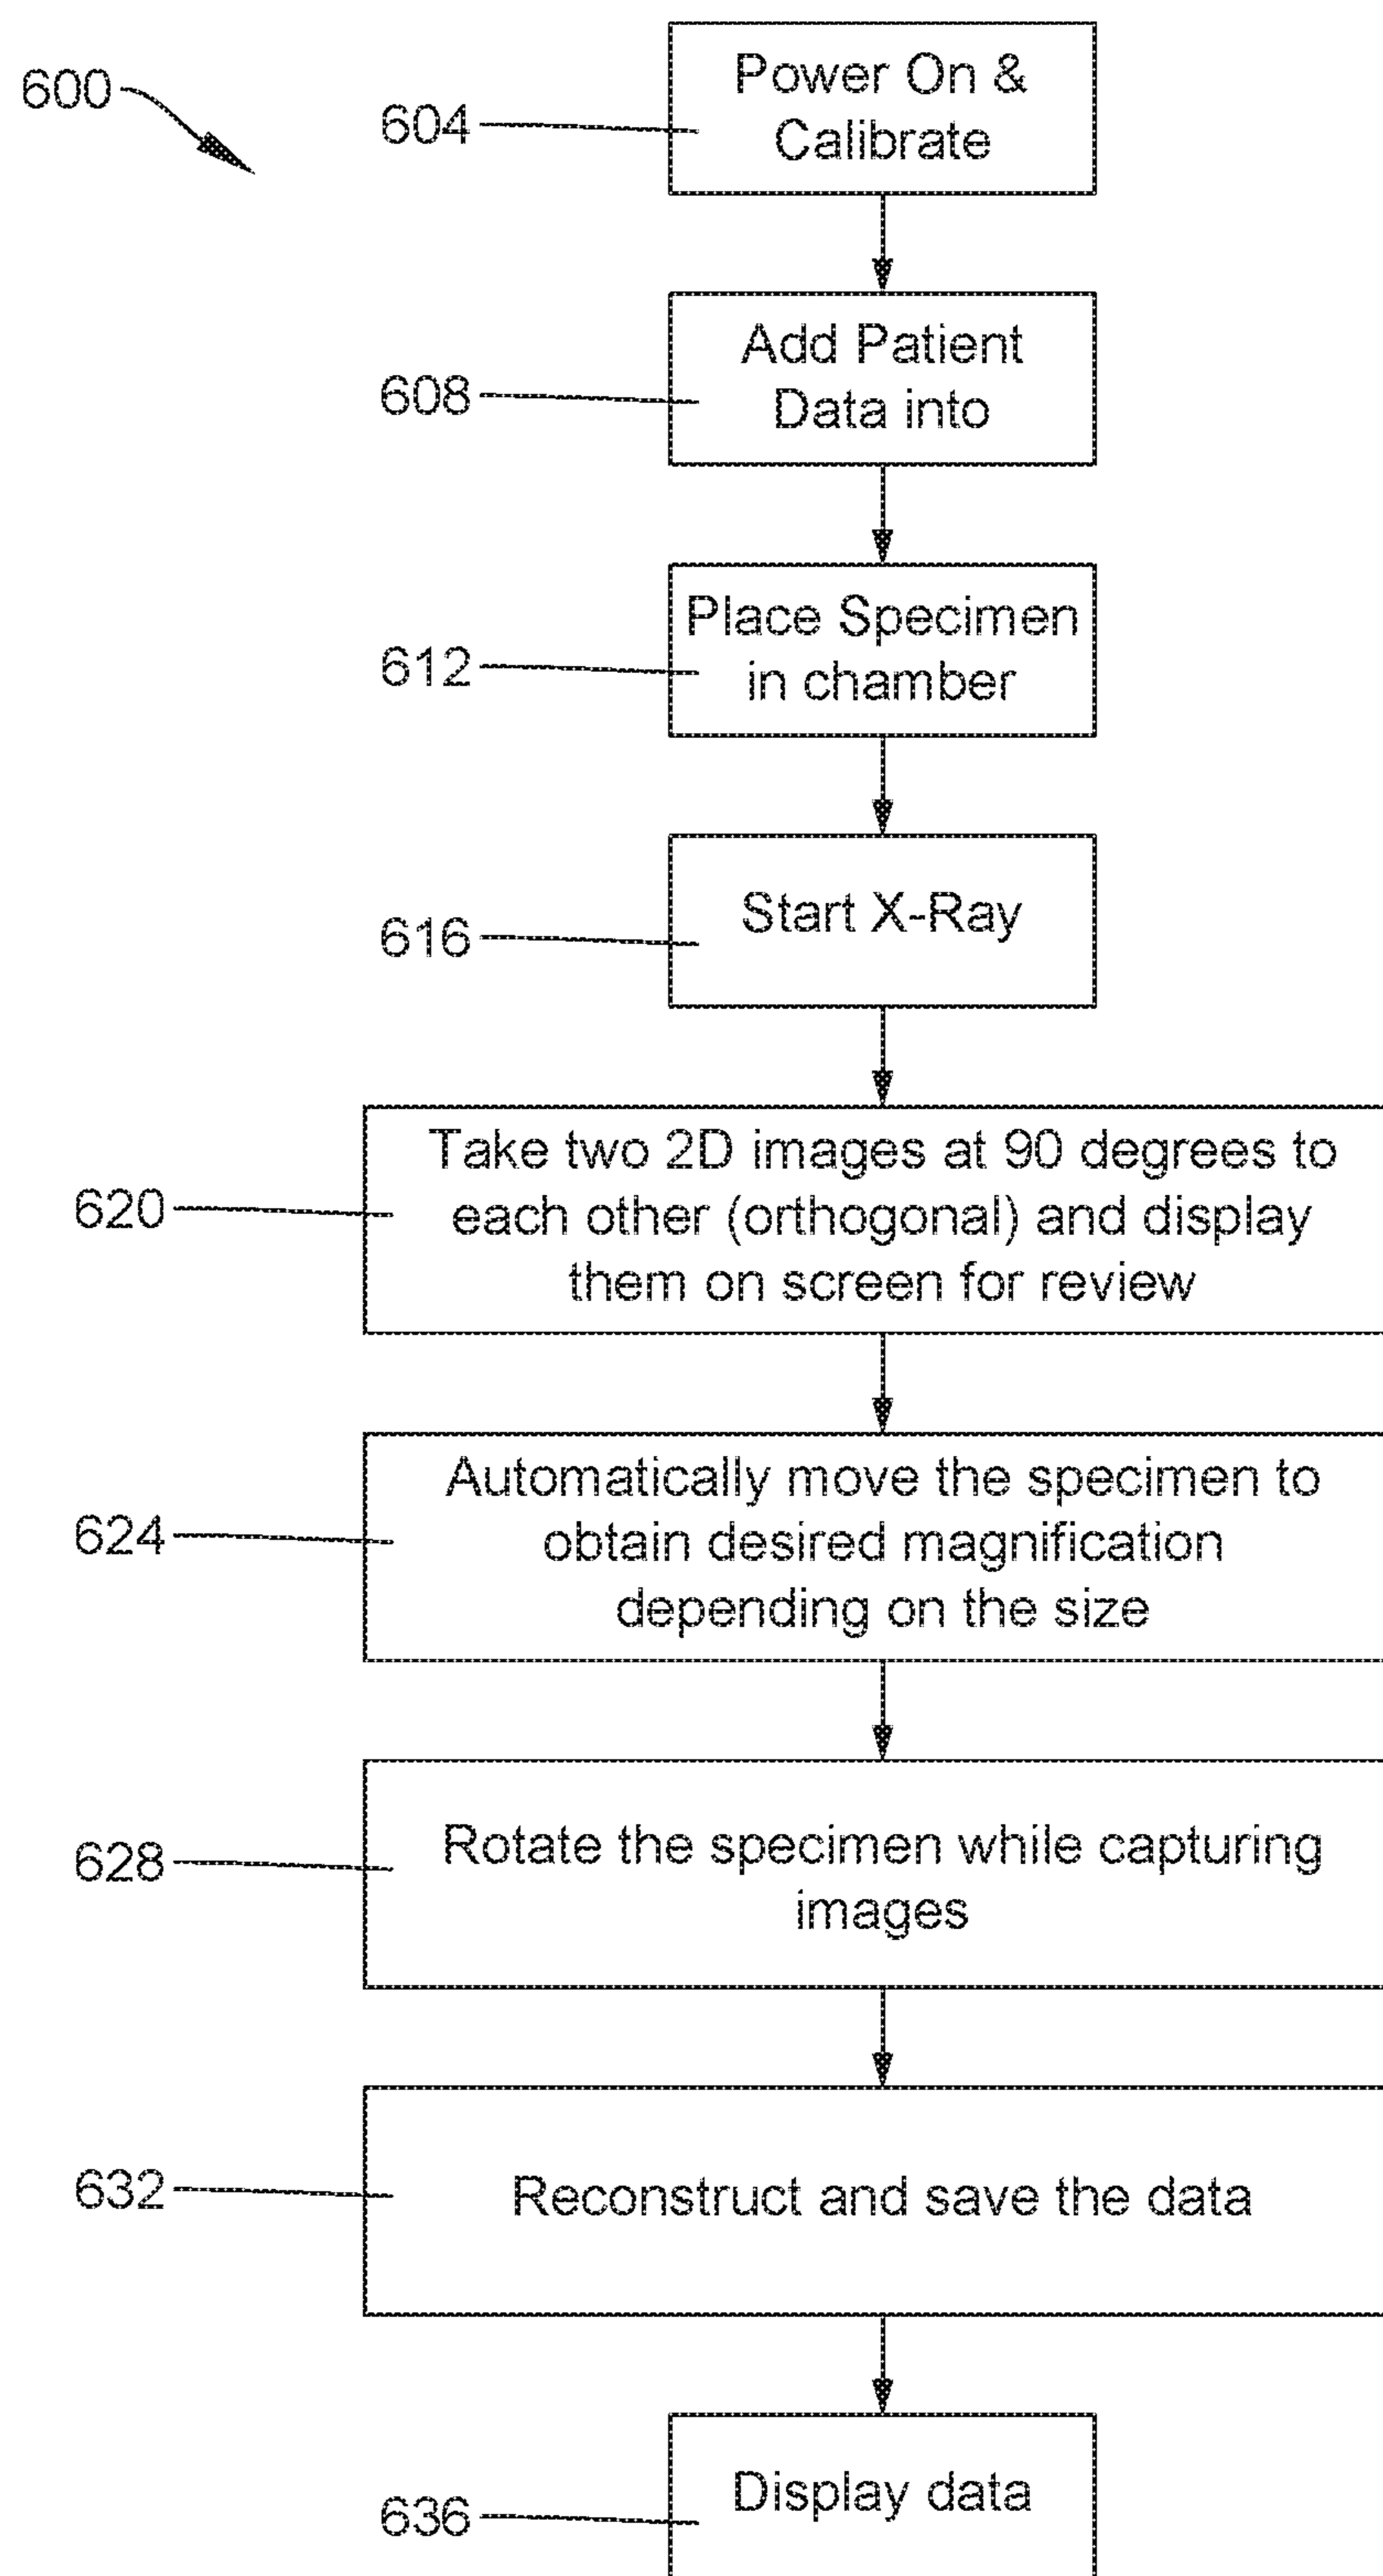 600
604
Power On &
Calibrate
608
Add Patient
Data into
612
Place Specimen
in chamber
616
Start X-Ray
620
Take two 2D images at 90 degrees to
each other (orthogonal) and display
them on screen for review
624
Automatically move the specimen to
obtain desired magnification
depending on the size
628
Rotate the specimen while capturing
images
632
Reconstruct and save the data
636
Display data